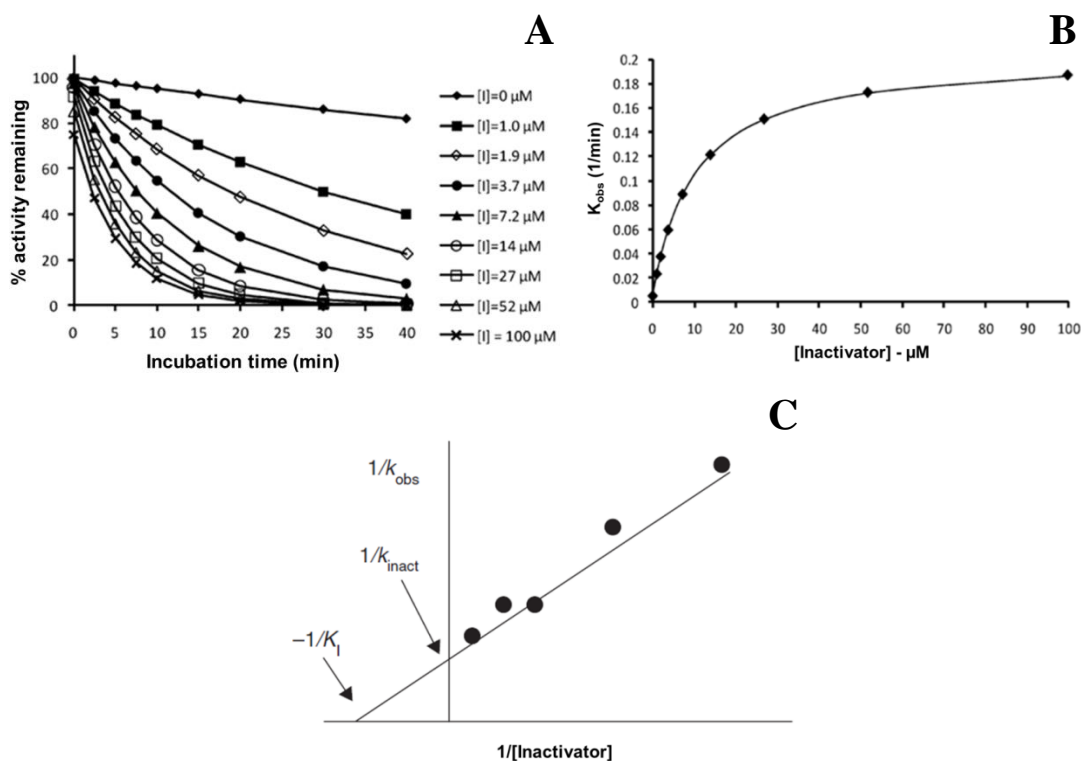 A
% activity remaining
100
80
60
40
20
0
0 5 10 15 20 25 30 35 40
Incubation time (min)
[I]=0 µM
[I]=1.0 µM
[I]=1.9 µM
[I]=3.7 µM
[I]=7.2 µM
[I]=14 µM
[I]=27 µM
[I]=52 µM
[I] = 100 µM
B
Kobs (1/min)
0.2
0.18
0.16
0.14
0.12
0.1
0.08
0.06
0.04
0.02
0
0 10 20 30 40 50 60 70 80 90 100
[Inactivator] - µM
C
1/kobs
1/kinact
–1/KI
1/[Inactivator]